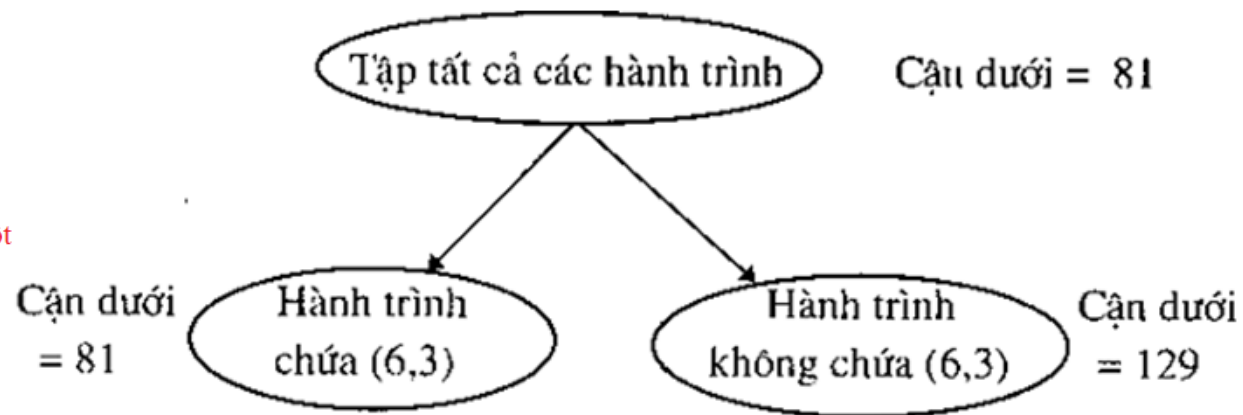 Tập tất cả các hành trình
Cận dưới = 81
ot
Cận dưới
= 81
Hành trình
chứa (6,3)
Hành trình
không chứa (6,3)
Cận dưới
= 129